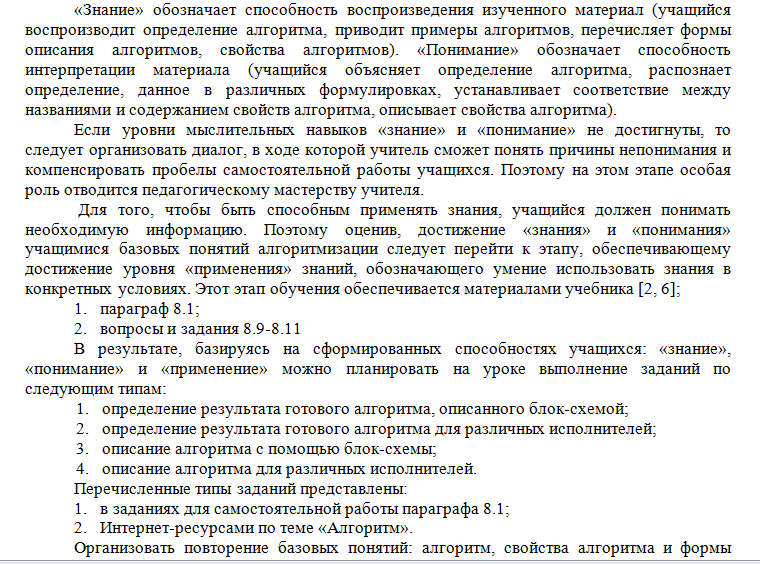 «Знание» обозначает способность воспроизведения изученного материал (учащийся
воспроизводит определение алгоритма, приводит примеры алгоритмов, перечисляет формы
описания алгоритмов, свойства алгоритмов). «Понимание» обозначает способность
интерпретации материала (учащийся объясняет определение алгоритма, распознает
определение, данное в различных формулировках, устанавливает соответствие между
названиями и содержанием свойств алгоритма, описывает свойства алгоритма).
Если уровни мыслительных навыков «знание» и «понимание» не достигнуты, то
следует организовать диалог, в ходе которой учитель сможет понять причины непонимания и
компенсировать пробелы самостоятельной работы учащихся. Поэтому на этом этапе особая
роль отводится педагогическому мастерству учителя.
Для того, чтобы быть способным применять знания, учащийся должен понимать
необходимую информацию. Поэтому оценив, достижение «знания» и «понимания»
учащимися базовых понятий алгоритмизации следует перейти к этапу, обеспечивающему
достижение уровня «применения» знаний, обозначающего умение использовать знания в
конкретных условиях. Этот этап обучения обеспечивается материалами учебника [2, 6];
1. параграф 8.1;
2. вопросы и задания 8.9-8.11
В результате, базируясь на сформированных способностях учащихся: «знание»,
«понимание» и «применение» можно планировать на уроке выполнение заданий по
следующим типам:
1. определение результата готового алгоритма, описанного блок-схемой;
2. определение результата готового алгоритма для различных исполнителей;
3. описание алгоритма с помощью блок-схемы;
4. описание алгоритма для различных исполнителей.
Перечисленные типы заданий представлены:
1. в заданиях для самостоятельной работы параграфа 8.1;
2. Интернет-ресурсами по теме «Алгоритм».
Организовать повторение базовых понятий: алгоритм, свойства алгоритма и формы